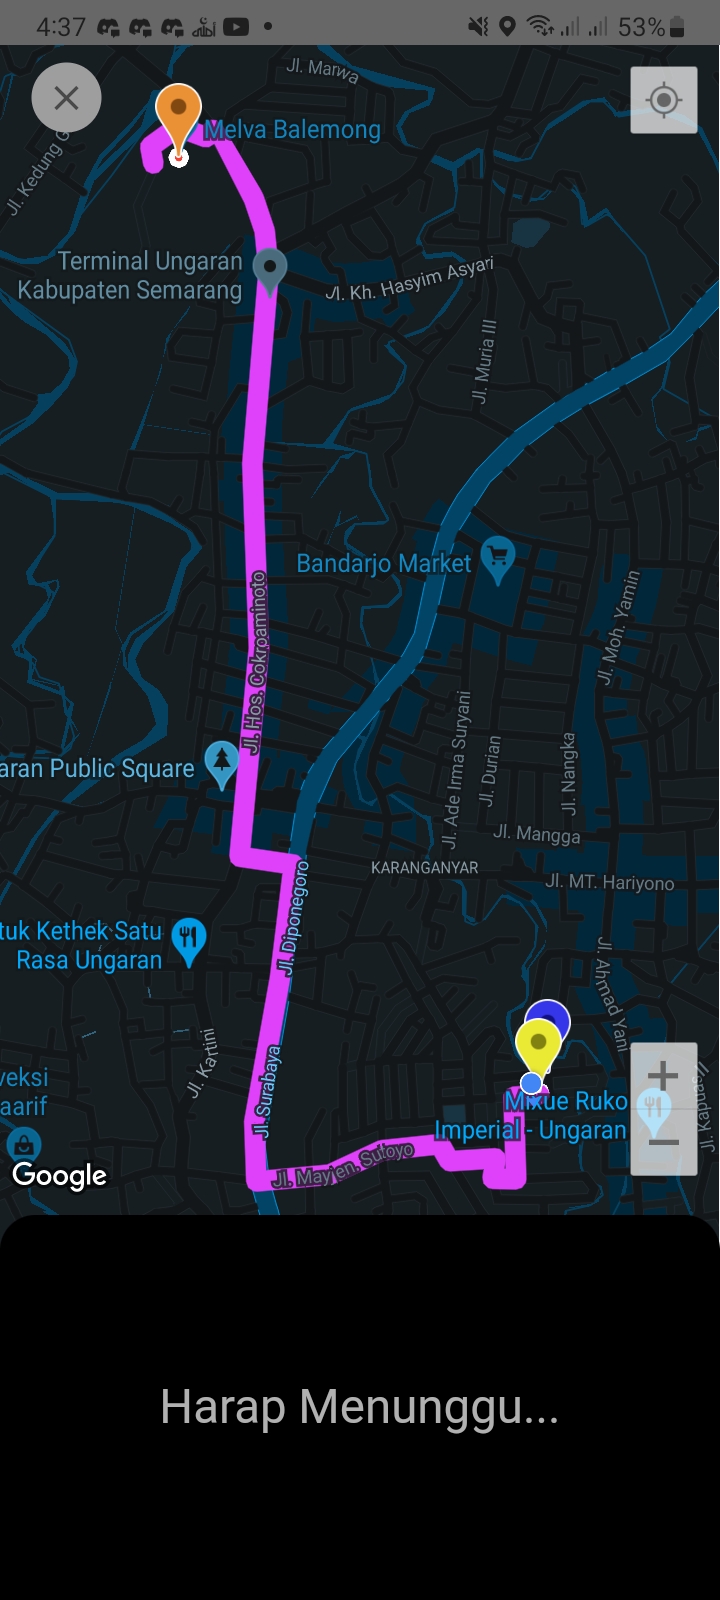 4:37
53%
Jl. Marwa
Melva Balemong
Jl. Kedung G
Terminal Ungaran
Kabupaten Semarang
Jl. Kh. Hasyim Asyari
Jl. Muria III
Bandarjo Market
Jl. Moh. Yamin
Jl. Hos. Cokroaminoto
Jl. Ade Irma Suryani
Jl. Durian
Jl. Nangka
aran Public Square
Jl. Mangga
KARANGANYAR
Jl. MT. Hariyono
Jl. Diponegoro
tuk Kethek Satu
Rasa Ungaran
Jl. Ahmad Yani
Jl. Kartini
Jl. Surabaya
veksi
aarif
Mixue Ruko
Imperial - Ungaran
Jl. Mayjen. Sutoyo
Google
Harap Menunggu...